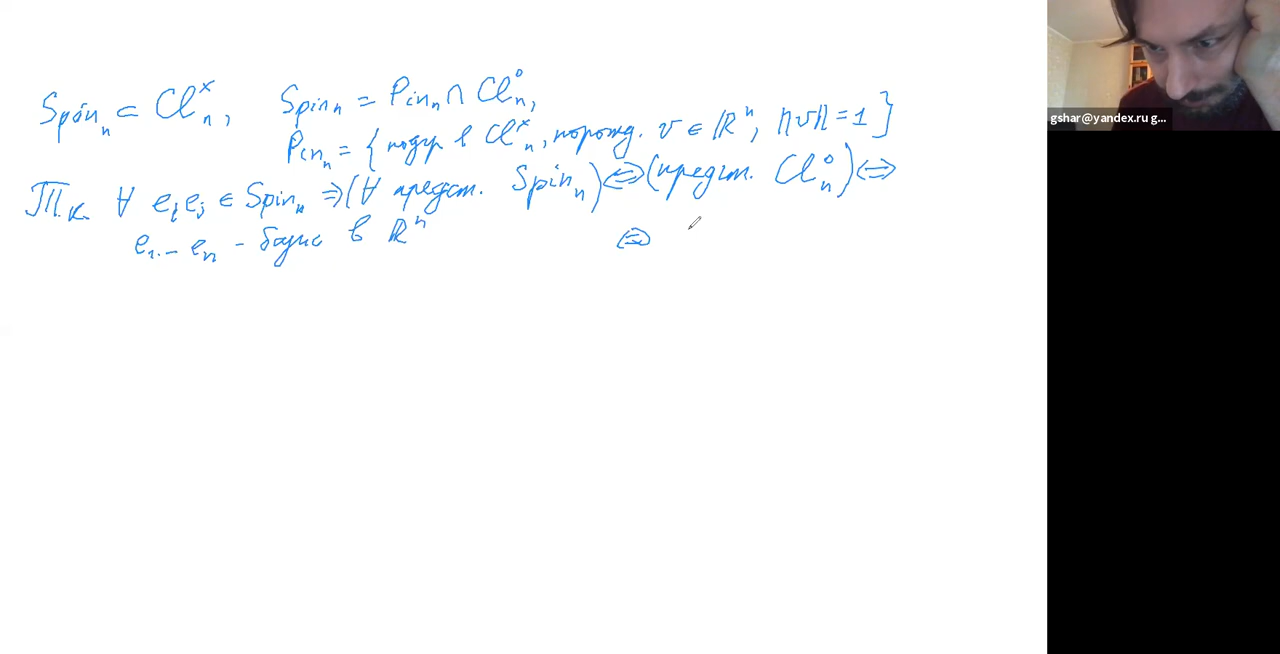 Spin_n ⊂ Cl_n^×, Spin_n = Pin_n ∩ Cl_n^0,
Pin_n = { подгр в Cl_n^×, порожд. v ∈ ℝ^n, ‖v‖ = 1 }
Т.к. ∀ e_i e_j ∈ Spin_n ⇒ (∀ предст. Spin_n) ⇔ (предст. Cl_n^0) ⇔
e_1 … e_n - базис в ℝ^n ⇔
gshar@yandex.ru g...